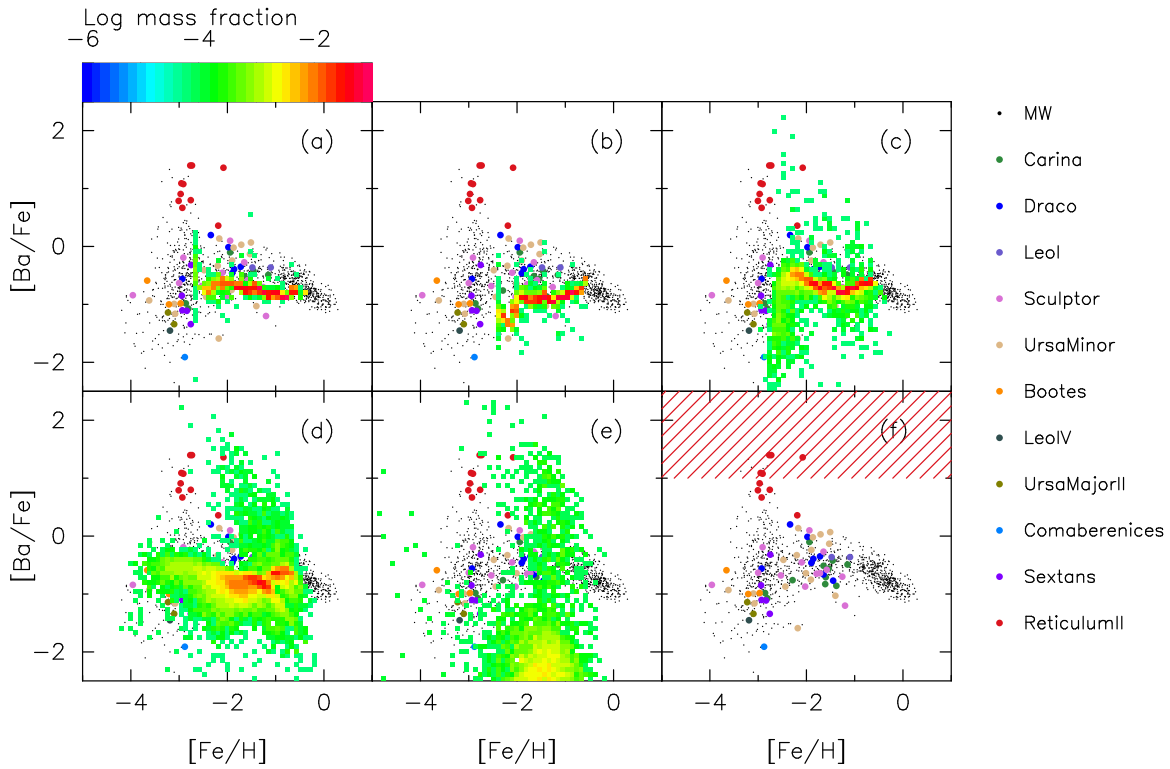 Log mass fraction
−6 −4 −2
(a) (b) (c)
2
0
−2
[Ba/Fe]
(d) (e) (f)
2
0
−2
[Ba/Fe]
−4 −2 0 −4 −2 0 −4 −2 0
[Fe/H] [Fe/H] [Fe/H]
MW
Carina
Draco
LeoI
Sculptor
UrsaMinor
Bootes
LeoIV
UrsaMajorII
Comaberenices
Sextans
ReticulumII